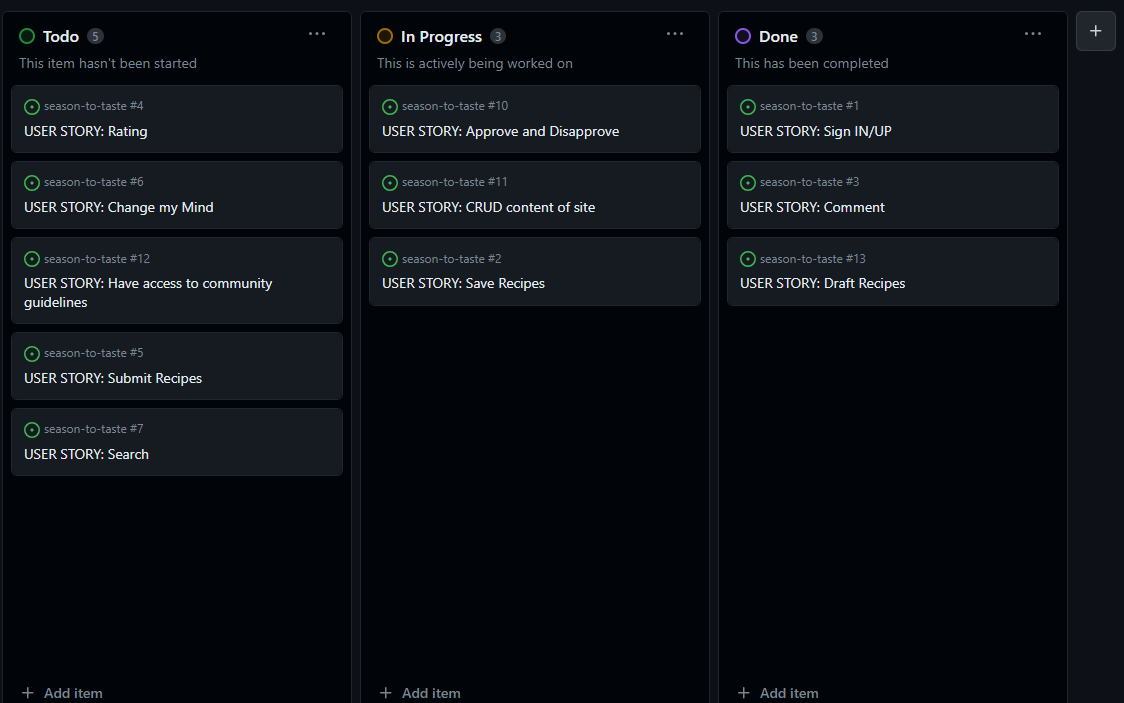 Todo 5
This item hasn't been started
season-to-taste #4
USER STORY: Rating
season-to-taste #6
USER STORY: Change my Mind
season-to-taste #12
USER STORY: Have access to community
guidelines
season-to-taste #5
USER STORY: Submit Recipes
season-to-taste #7
USER STORY: Search
Add item
In Progress 3
This is actively being worked on
season-to-taste #10
USER STORY: Approve and Disapprove
season-to-taste #11
USER STORY: CRUD content of site
season-to-taste #2
USER STORY: Save Recipes
Add item
Done 3
This has been completed
season-to-taste #1
USER STORY: Sign IN/UP
season-to-taste #3
USER STORY: Comment
season-to-taste #13
USER STORY: Draft Recipes
Add item